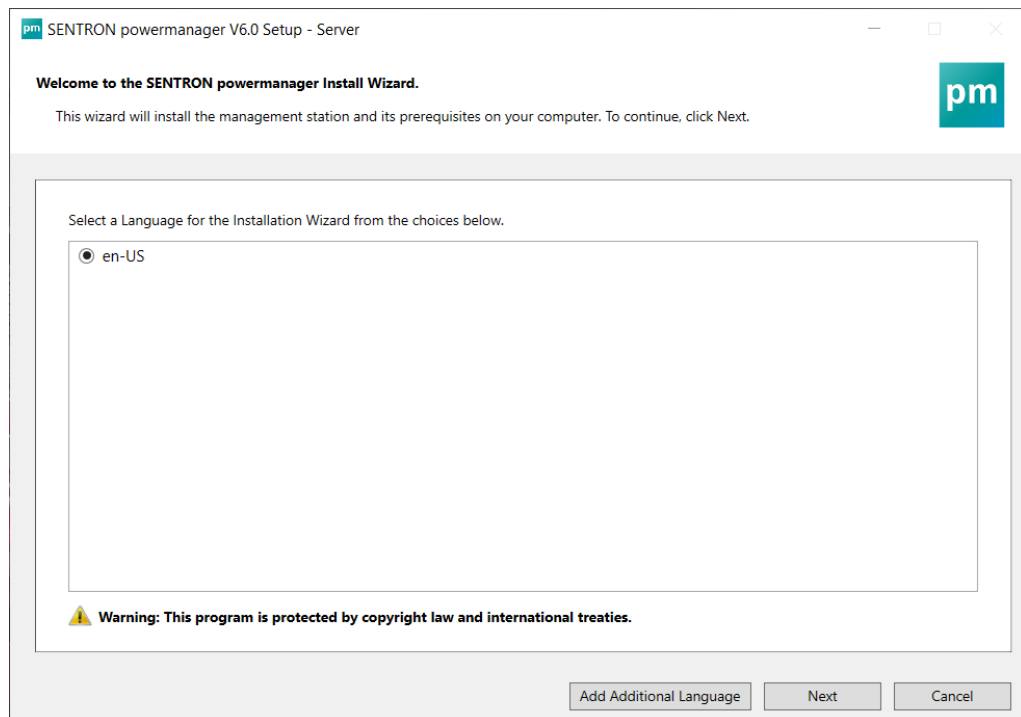 pm SENTRON powermanager V6.0 Setup - Server
Welcome to the SENTRON powermanager Install Wizard.
pm
This wizard will install the management station and its prerequisites on your computer. To continue, click Next.
Select a Language for the Installation Wizard from the choices below.
en-US
Warning: This program is protected by copyright law and international treaties.
Add Additional Language Next Cancel